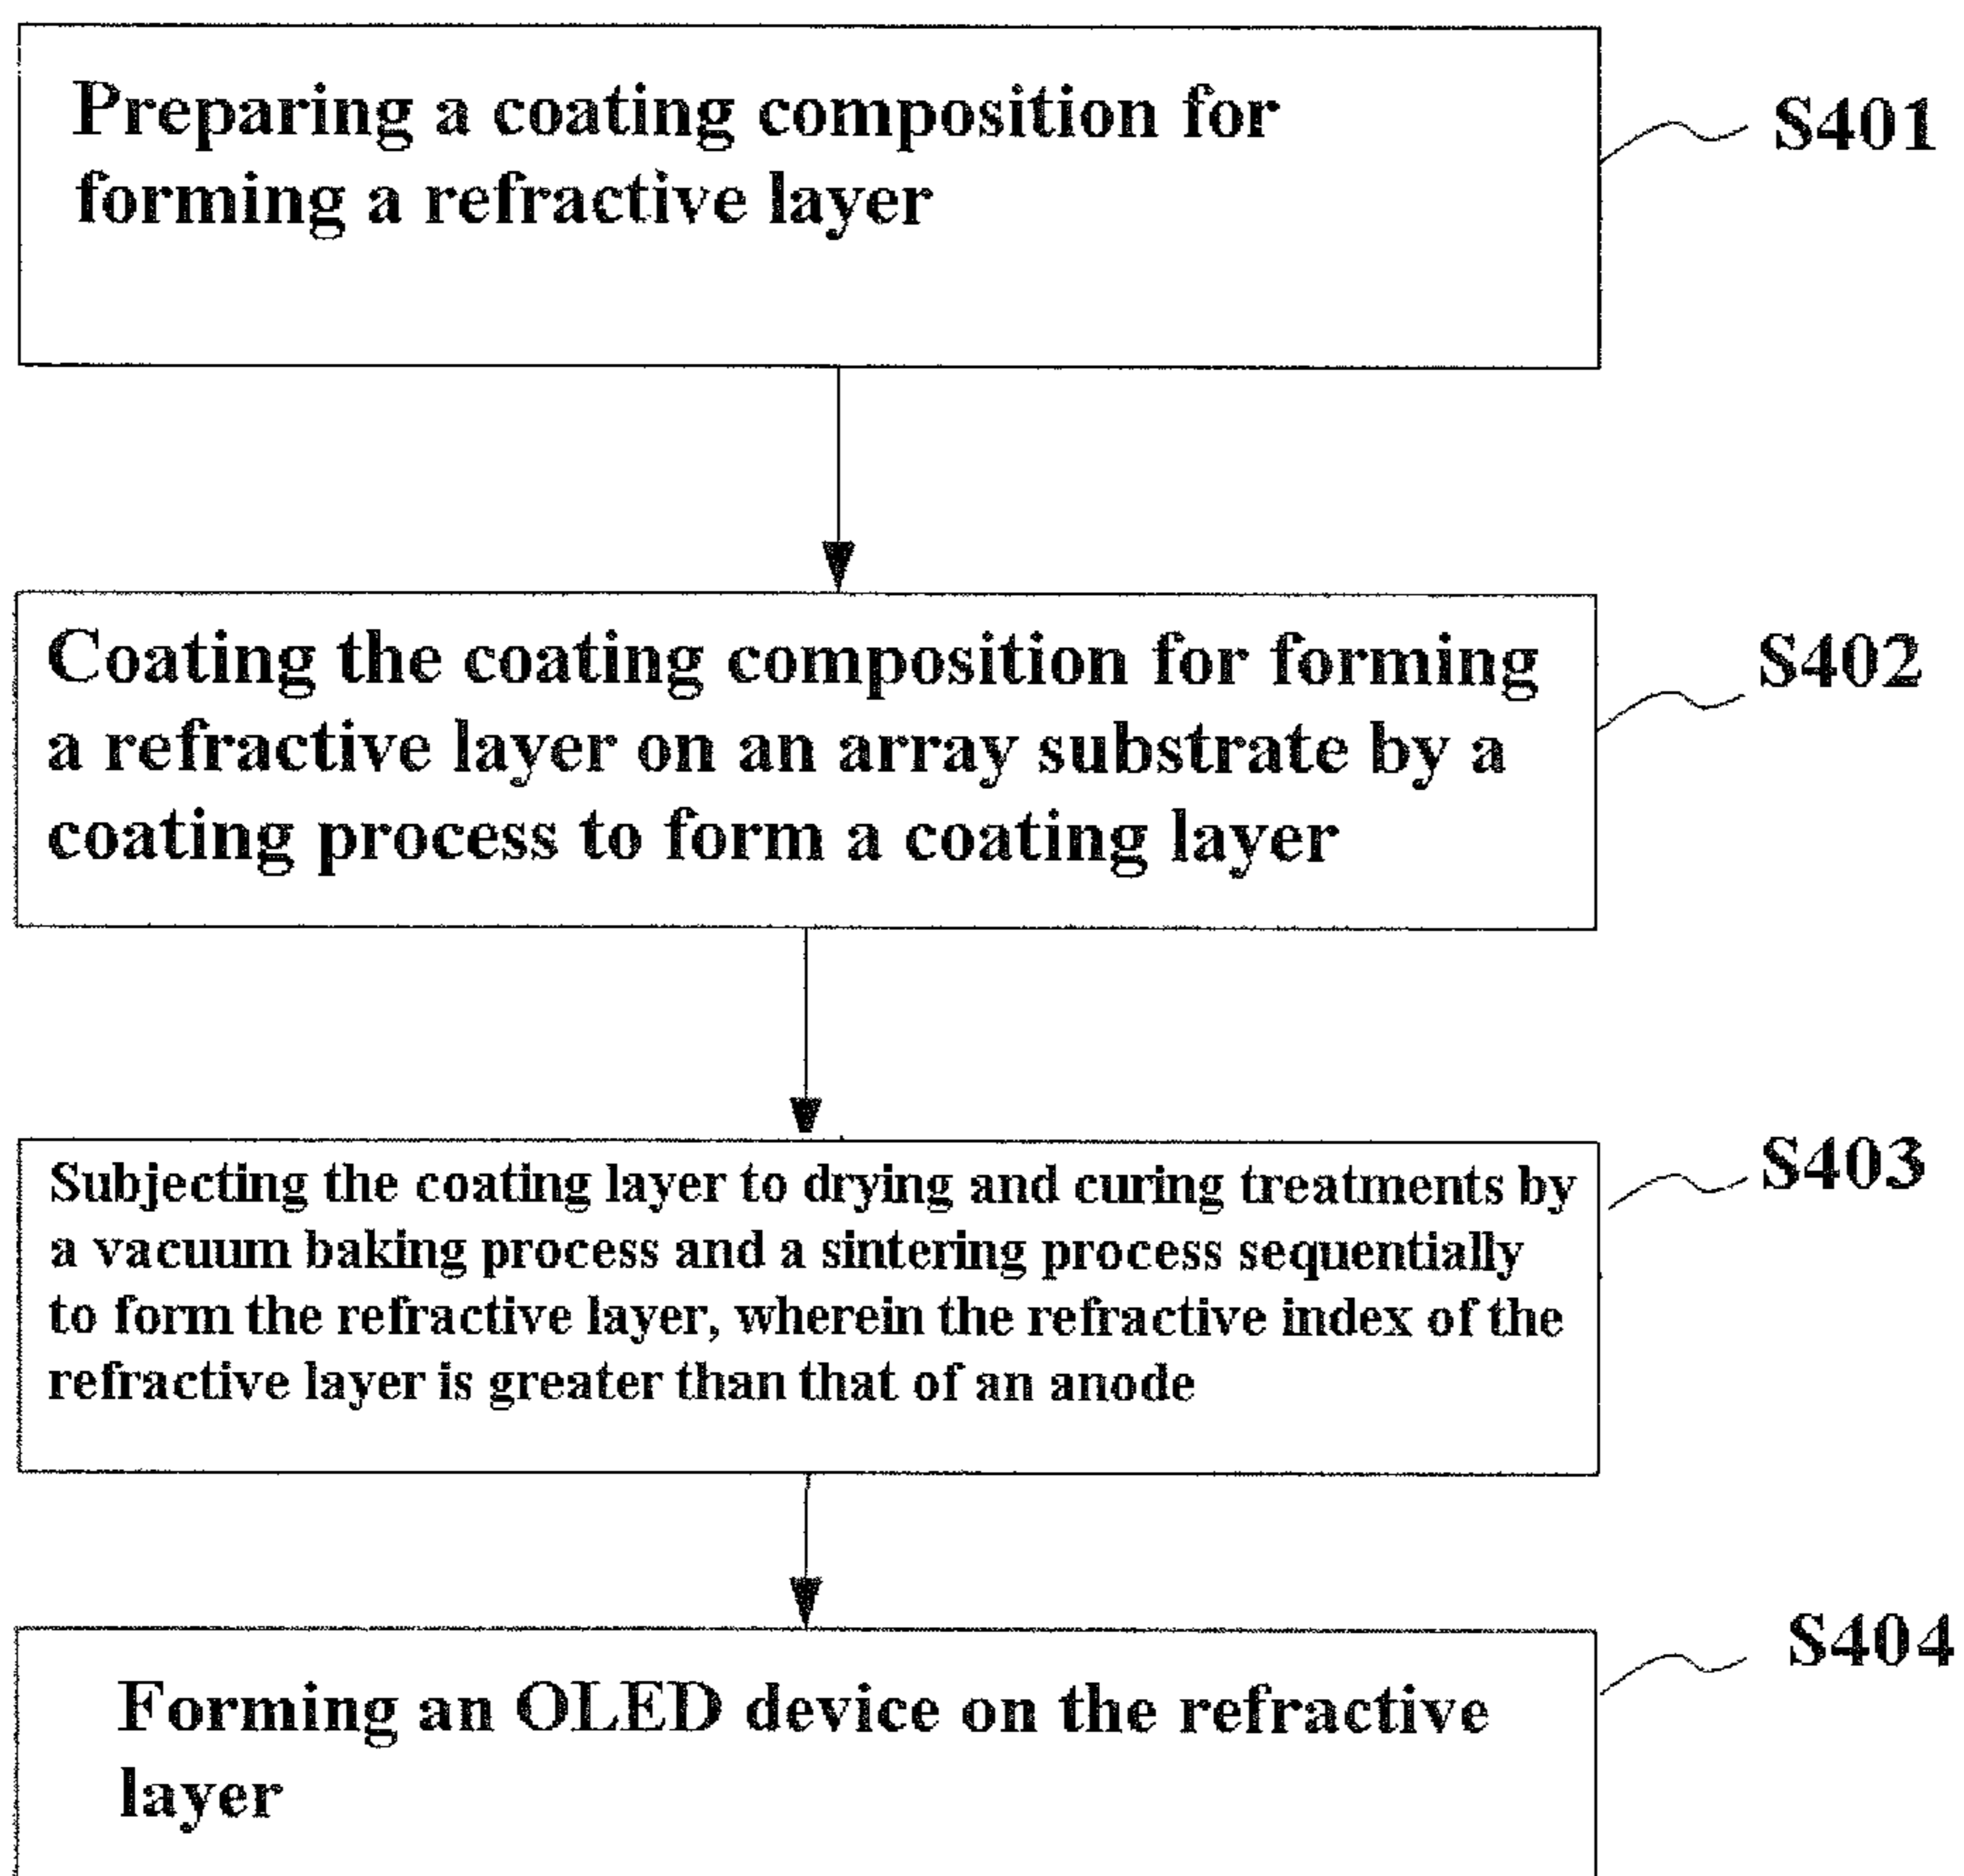 Preparing a coating composition for
forming a refractive layer
S401
Coating the coating composition for forming
a refractive layer on an array substrate by a
coating process to form a coating layer
S402
Subjecting the coating layer to drying and curing treatments by
a vacuum baking process and a sintering process sequentially
to form the refractive layer, wherein the refractive index of the
refractive layer is greater than that of an anode
S403
Forming an OLED device on the refractive
layer
S404